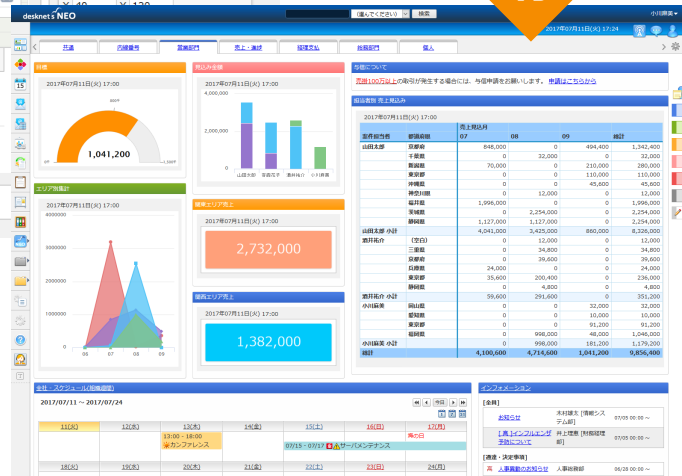 desknet's NEO
(選んでください)
検索
小川麻美
2017年07月11日(火) 17:24
共通
内線番号
営業部門
売上・進捗
経理支払
総務部門
個人
目標
2017年07月11日(火) 17:00
1,041,200
見込み金額
2017年07月11日(火) 17:00
4,000,000
2,000,000
0
山田太郎 酒井祐介 小川麻美
与信について
売掛100万以上の取引が発生する場合には、与信申請をお願いします。 申請はこちらから
担当者別 売上見込み
2017年07月11日(火) 17:00
売上見込月
案件担当者 都道府県 07 08 09 総計
山田太郎 京都府 848,000 0 494,400 1,342,400
千葉県 0 32,000 0 32,000
新潟県 70,000 0 210,000 280,000
東京都 0 0 110,000 110,000
沖縄県 0 0 45,600 45,600
神奈川県 0 12,000 0 12,000
福井県 1,996,000 0 0 1,996,000
茨城県 0 2,254,000 0 2,254,000
静岡県 1,127,000 1,127,000 0 2,254,000
山田太郎 小計 4,041,000 3,425,000 860,000 8,326,000
酒井祐介 (空白) 0 12,000 0 12,000
三重県 0 34,800 0 34,800
京都府 0 39,600 0 39,600
兵庫県 24,000 0 0 24,000
東京都 35,600 200,400 0 236,000
静岡県 0 4,800 0 4,800
酒井祐介 小計 59,600 291,600 0 351,200
小川麻美 岡山県 0 0 32,000 32,000
愛知県 0 0 10,000 10,000
東京都 0 0 91,200 91,200
福岡県 0 998,000 48,000 1,046,000
小川麻美 小計 0 998,000 181,200 1,179,200
総計 4,100,600 4,714,600 1,041,200 9,856,400
エリア別集計
2017年07月11日(火) 17:00
4000000
3000000
2000000
1000000
0
06 07 08 09
関東エリア売上
2017年07月11日(火) 17:00
2,732,000
関西エリア売上
2017年07月11日(火) 17:00
1,382,000
会社・スケジュール(組織週間)
2017/07/11 ～ 2017/07/24
今日
11(火) 12(水) 13(木) 14(金) 15(土) 16(日) 17(月)
13:00 - 18:00
カンファレンス
海の日
07/15 - 07/17 サーバメンテナンス
18(火) 19(水) 20(木) 21(金) 22(土) 23(日) 24(月)
インフォメーション
[全員]
お知らせ 木村雄太 [情報システム部] 07/05 00:00 ～
[高]インフルエンザ予防について 井上理恵 [財務経理部] 07/05 00:00 ～
[通達・決定事項]
高 人事異動のお知らせ 人事総務部 06/28 00:00 ～